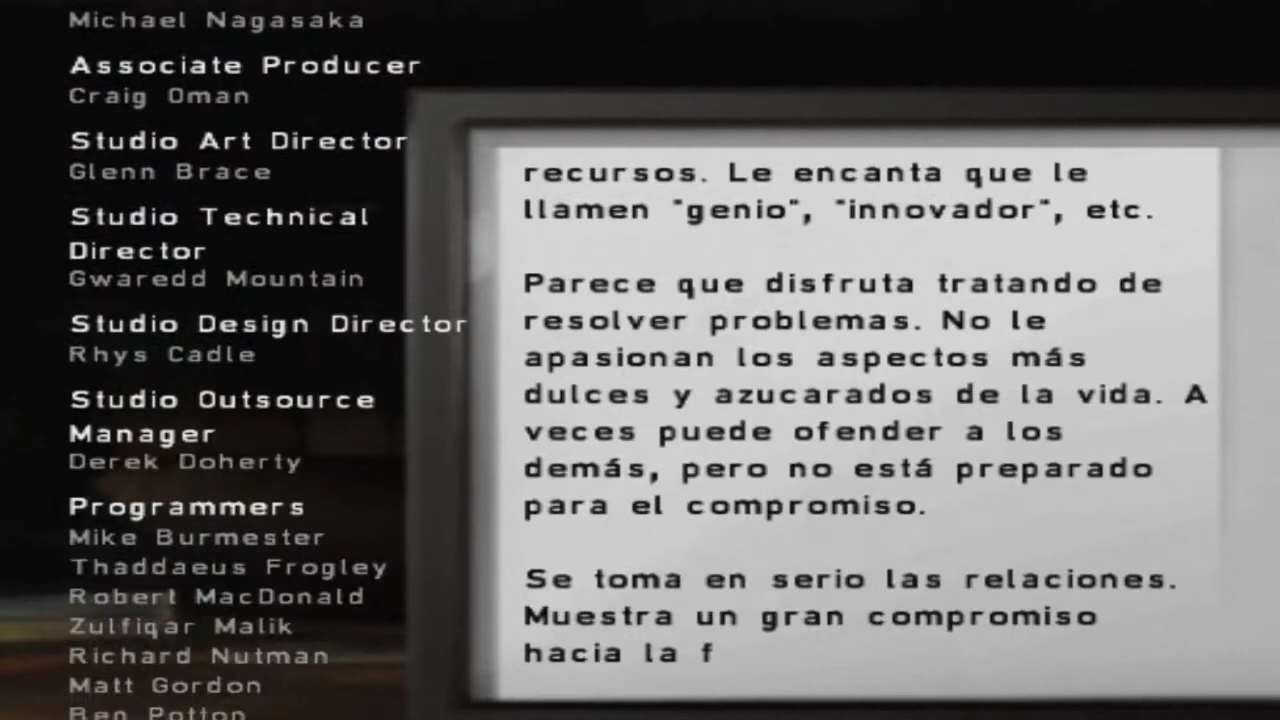 Michael Nagasaka
Associate Producer
Craig Oman
Studio Art Director
Glenn Brace
Studio Technical
Director
Gwaredd Mountain
Studio Design Director
Rhys Cadle
Studio Outsource
Manager
Derek Doherty
Programmers
Mike Burmester
Thaddaeus Frogley
Robert MacDonald
Zulfiqar Malik
Richard Nutman
Matt Gordon
Ben Potton
recursos. Le encanta que le
llamen "genio", "innovador", etc.
Parece que disfruta tratando de
resolver problemas. No le
apasionan los aspectos más
dulces y azucarados de la vida. A
veces puede ofender a los
demás, pero no está preparado
para el compromiso.
Se toma en serio las relaciones.
Muestra un gran compromiso
hacia la f